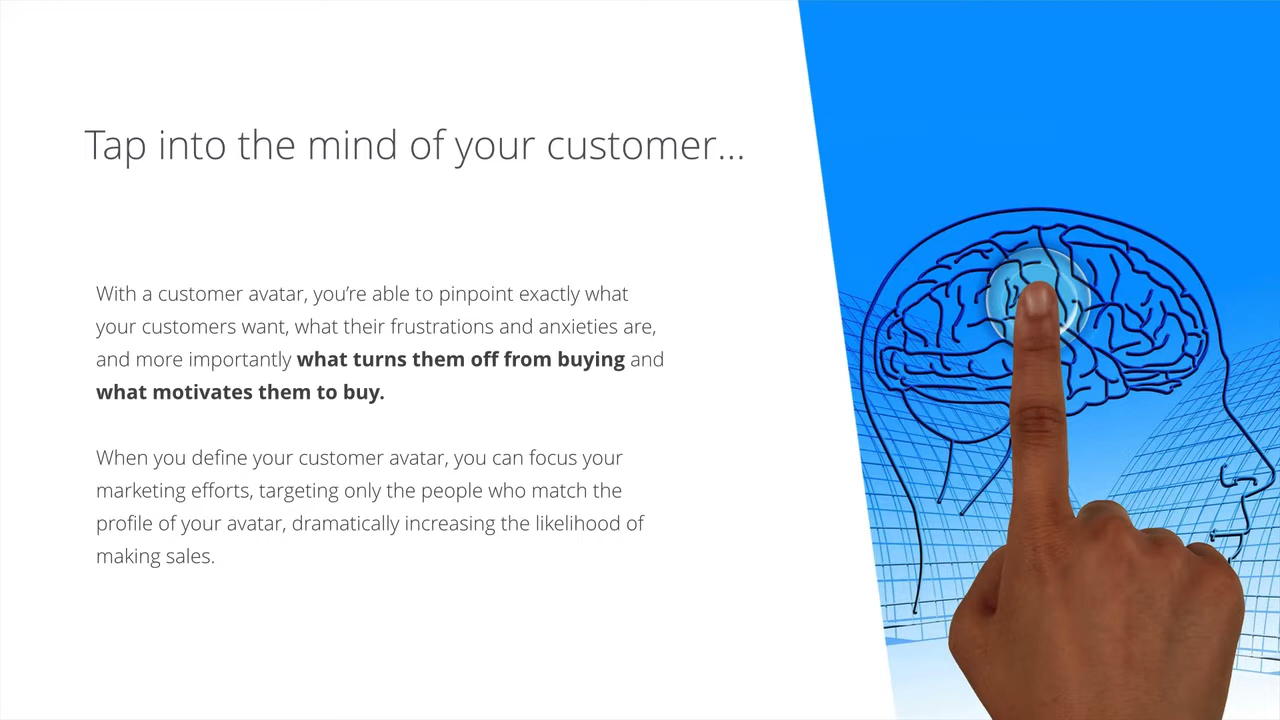 Tap into the mind of your customer...
With a customer avatar, you’re able to pinpoint exactly what
your customers want, what their frustrations and anxieties are,
and more importantly what turns them off from buying and
what motivates them to buy.
When you define your customer avatar, you can focus your
marketing efforts, targeting only the people who match the
profile of your avatar, dramatically increasing the likelihood of
making sales.